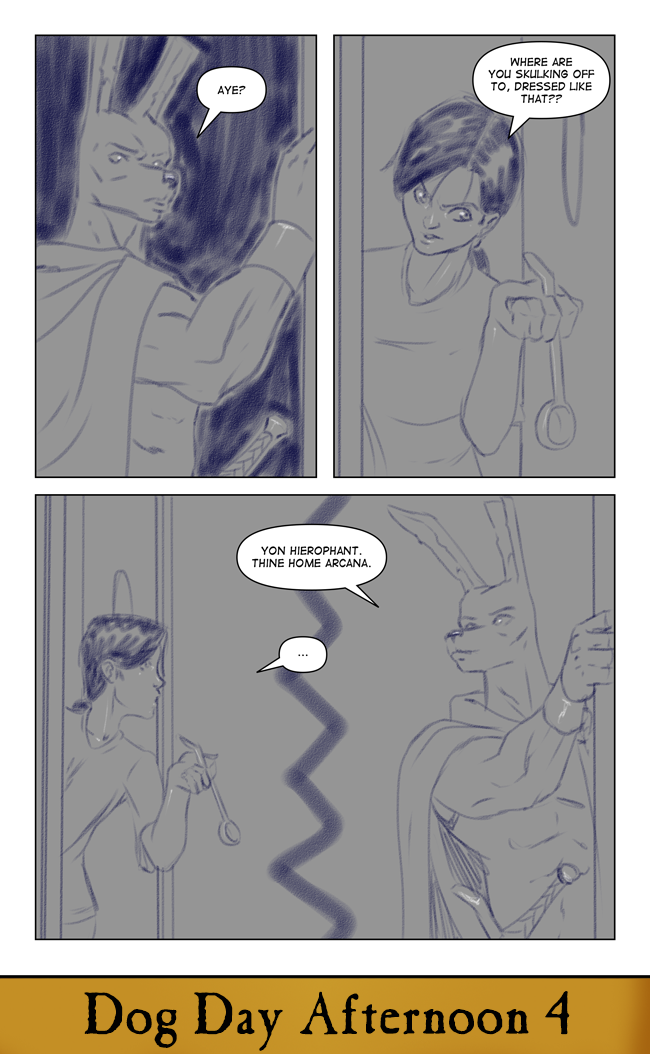 AYE?
WHERE ARE
YOU SKULKING OFF
TO, DRESSED LIKE
THAT??
YON HIEROPHANT.
THINE HOME ARCANA.
...
Dog Day Afternoon 4